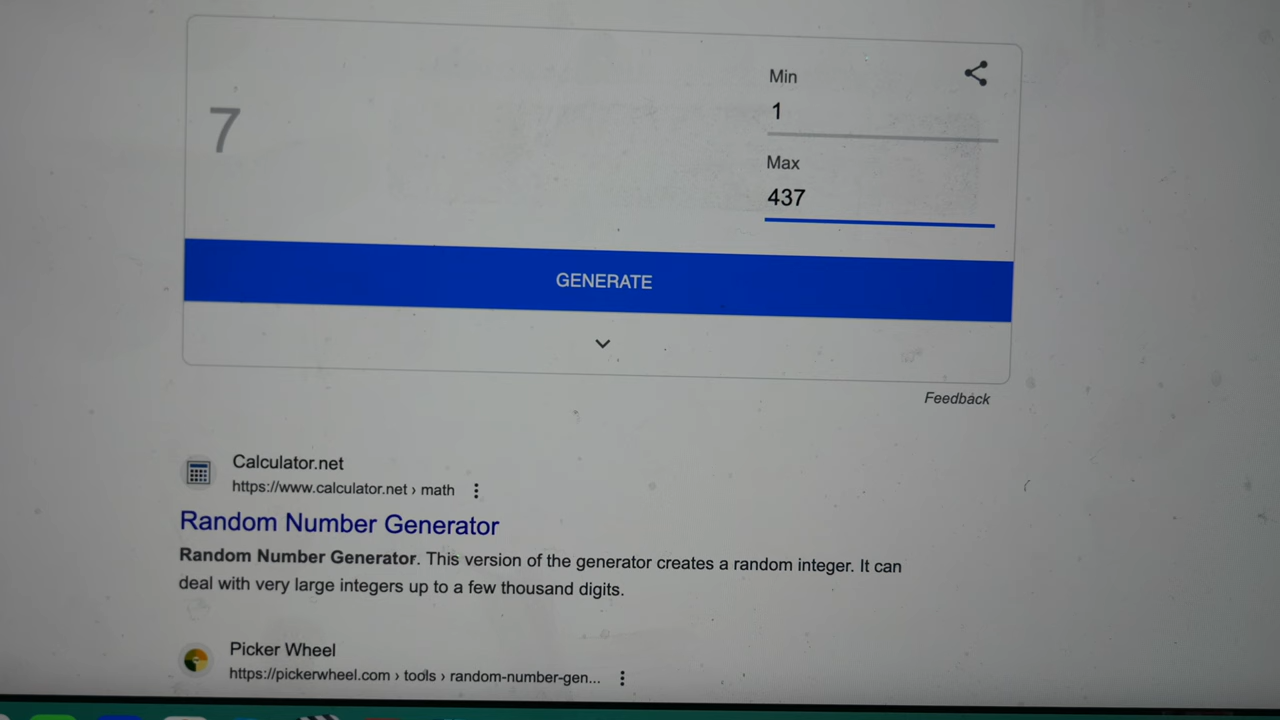 Min
1
7
Max
437
GENERATE
Feedback
Calculator.net
https://www.calculator.net › math
Random Number Generator
Random Number Generator. This version of the generator creates a random integer. It can
deal with very large integers up to a few thousand digits.
Picker Wheel
https://pickerwheel.com › tools › random-number-gen...